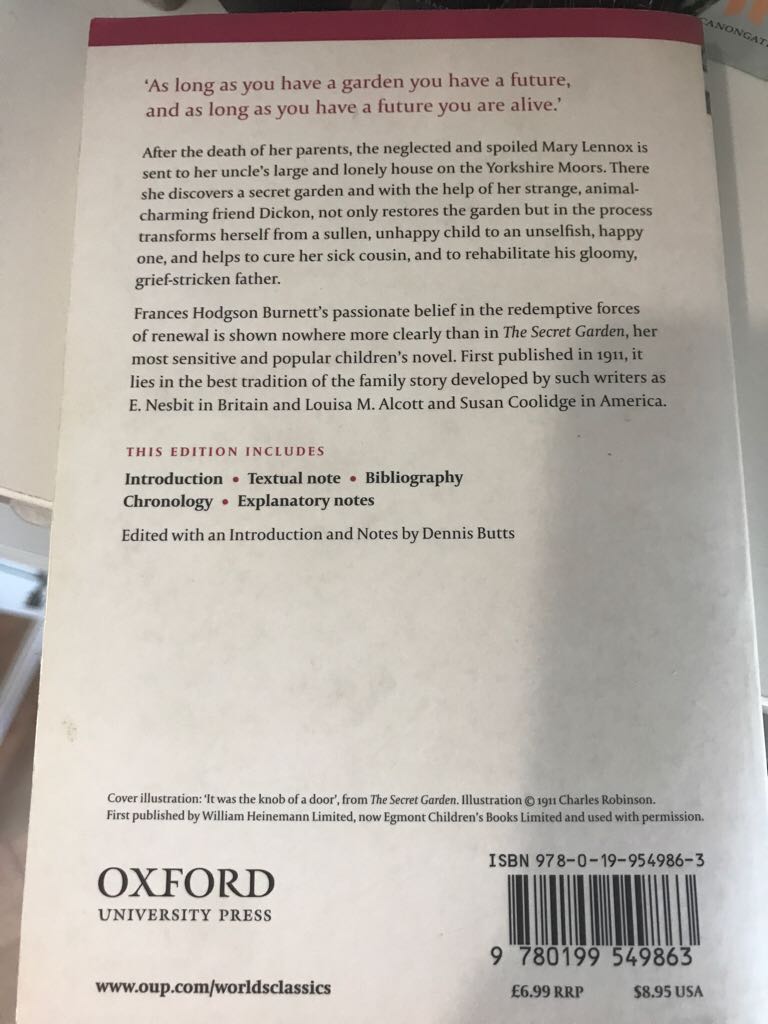 CANONGAT
'As long as you have a garden you have a future,
and as long as you have a future you are alive.'
After the death of her parents, the neglected and spoiled Mary Lennox is
sent to her uncle's large and lonely house on the Yorkshire Moors. There
she discovers a secret garden and with the help of her strange, animal-
charming friend Dickon, not only restores the garden but in the process
transforms herself from a sullen, unhappy child to an unselfish, happy
one, and helps to cure her sick cousin, and to rehabilitate his gloomy,
grief-stricken father.
Frances Hodgson Burnett's passionate belief in the redemptive forces
of renewal is shown nowhere more clearly than in The Secret Garden, her
most sensitive and popular children's novel. First published in 1911, it
lies in the best tradition of the family story developed by such writers as
E. Nesbit in Britain and Louisa M. Alcott and Susan Coolidge in America.
THIS EDITION INCLUDES
Introduction • Textual note • Bibliography
Chronology • Explanatory notes
Edited with an Introduction and Notes by Dennis Butts
Cover illustration: 'It was the knob of a door', from The Secret Garden. Illustration © 1911 Charles Robinson.
First published by William Heinemann Limited, now Egmont Children's Books Limited and used with permission.
OXFORD
UNIVERSITY PRESS
www.oup.com/worldsclassics
ISBN 978-0-19-954986-3
9 780199 549863
£6.99 RRP $8.95 USA